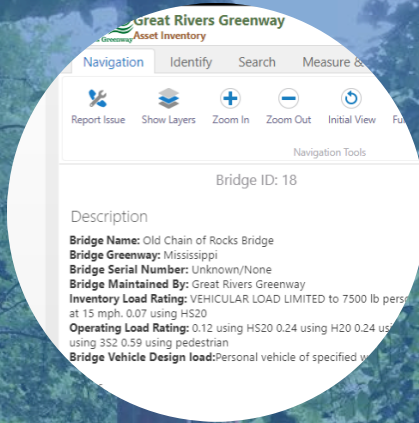 Great Rivers Greenway
Greenway Asset Inventory
Navigation Identify Search Measure &
Report Issue Show Layers Zoom In Zoom Out Initial View
Navigation Tools
Bridge ID: 18
Description
Bridge Name: Old Chain of Rocks Bridge
Bridge Greenway: Mississippi
Bridge Serial Number: Unknown/None
Bridge Maintained By: Great Rivers Greenway
Inventory Load Rating: VEHICULAR LOAD LIMITED to 7500 lb
at 15 mph. 0.07 using HS20
Operating Load Rating: 0.12 using HS20 0.24 using H20 0.24
using 3S2 0.59 using pedestrian
Bridge Vehicle Design load:Personal vehicle of specified